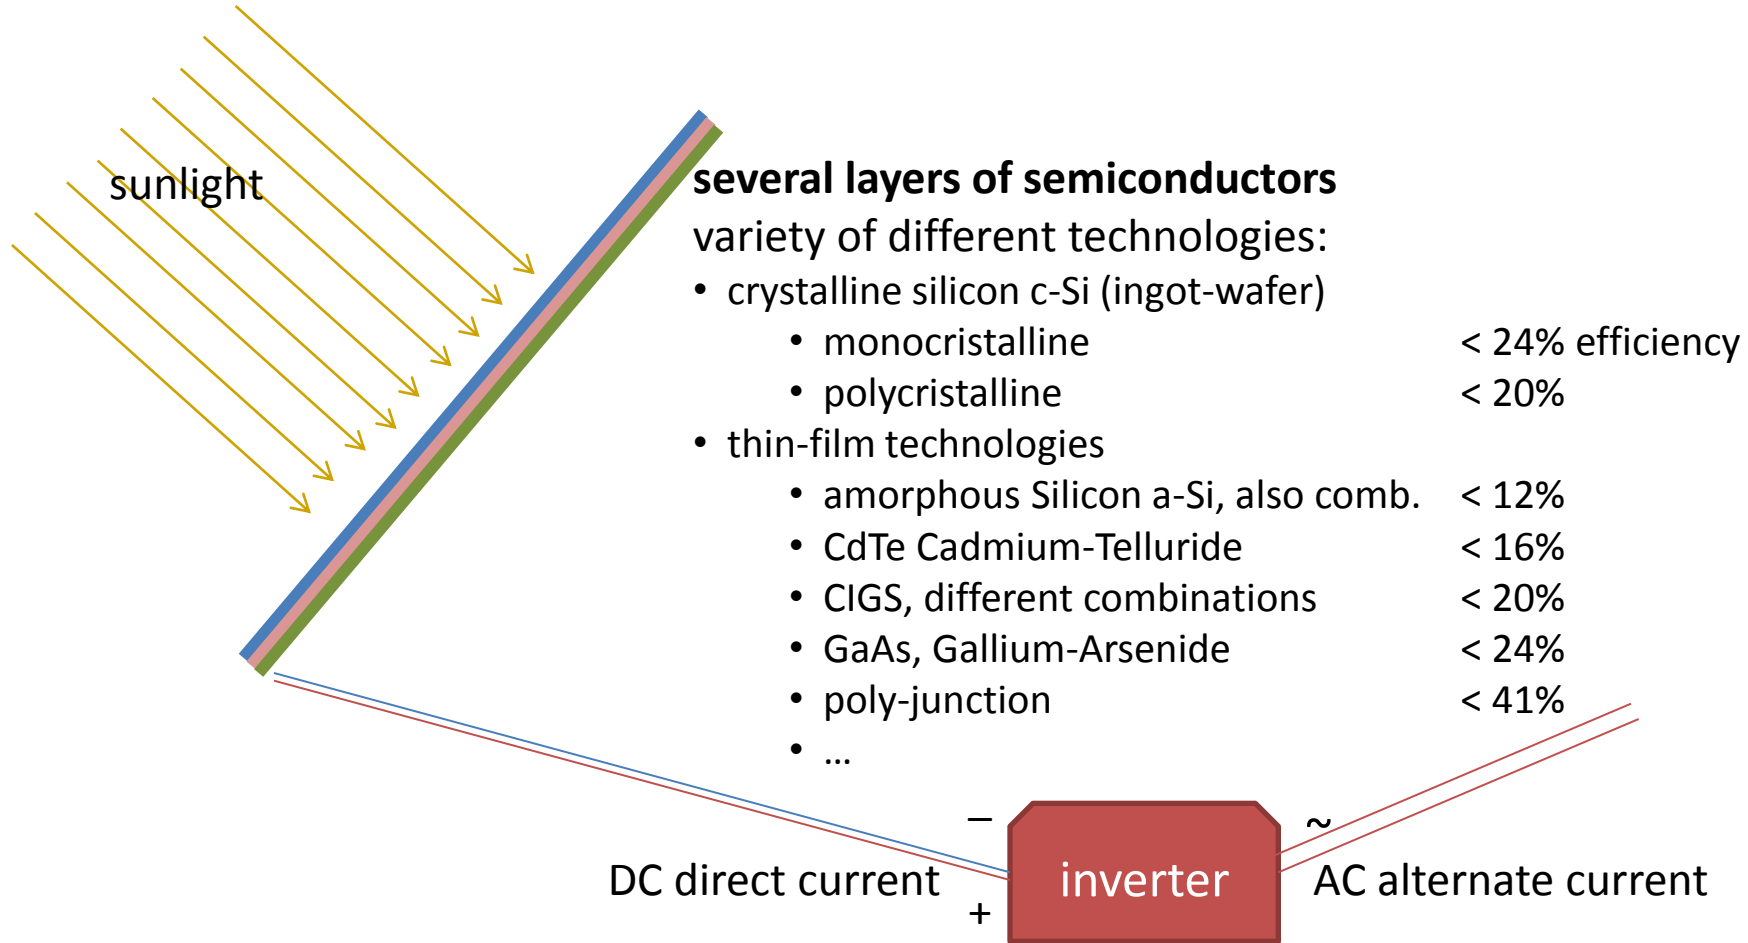 sunlight
several layers of semiconductors
variety of different technologies:
• crystalline silicon c-Si (ingot-wafer)
• monocristalline < 24% efficiency
• polycristalline < 20%
• thin-film technologies
• amorphous Silicon a-Si, also comb. < 12%
• CdTe Cadmium-Telluride < 16%
• CIGS, different combinations < 20%
• GaAs, Gallium-Arsenide < 24%
• poly-junction < 41%
• ...
– ~
DC direct current inverter AC alternate current
+